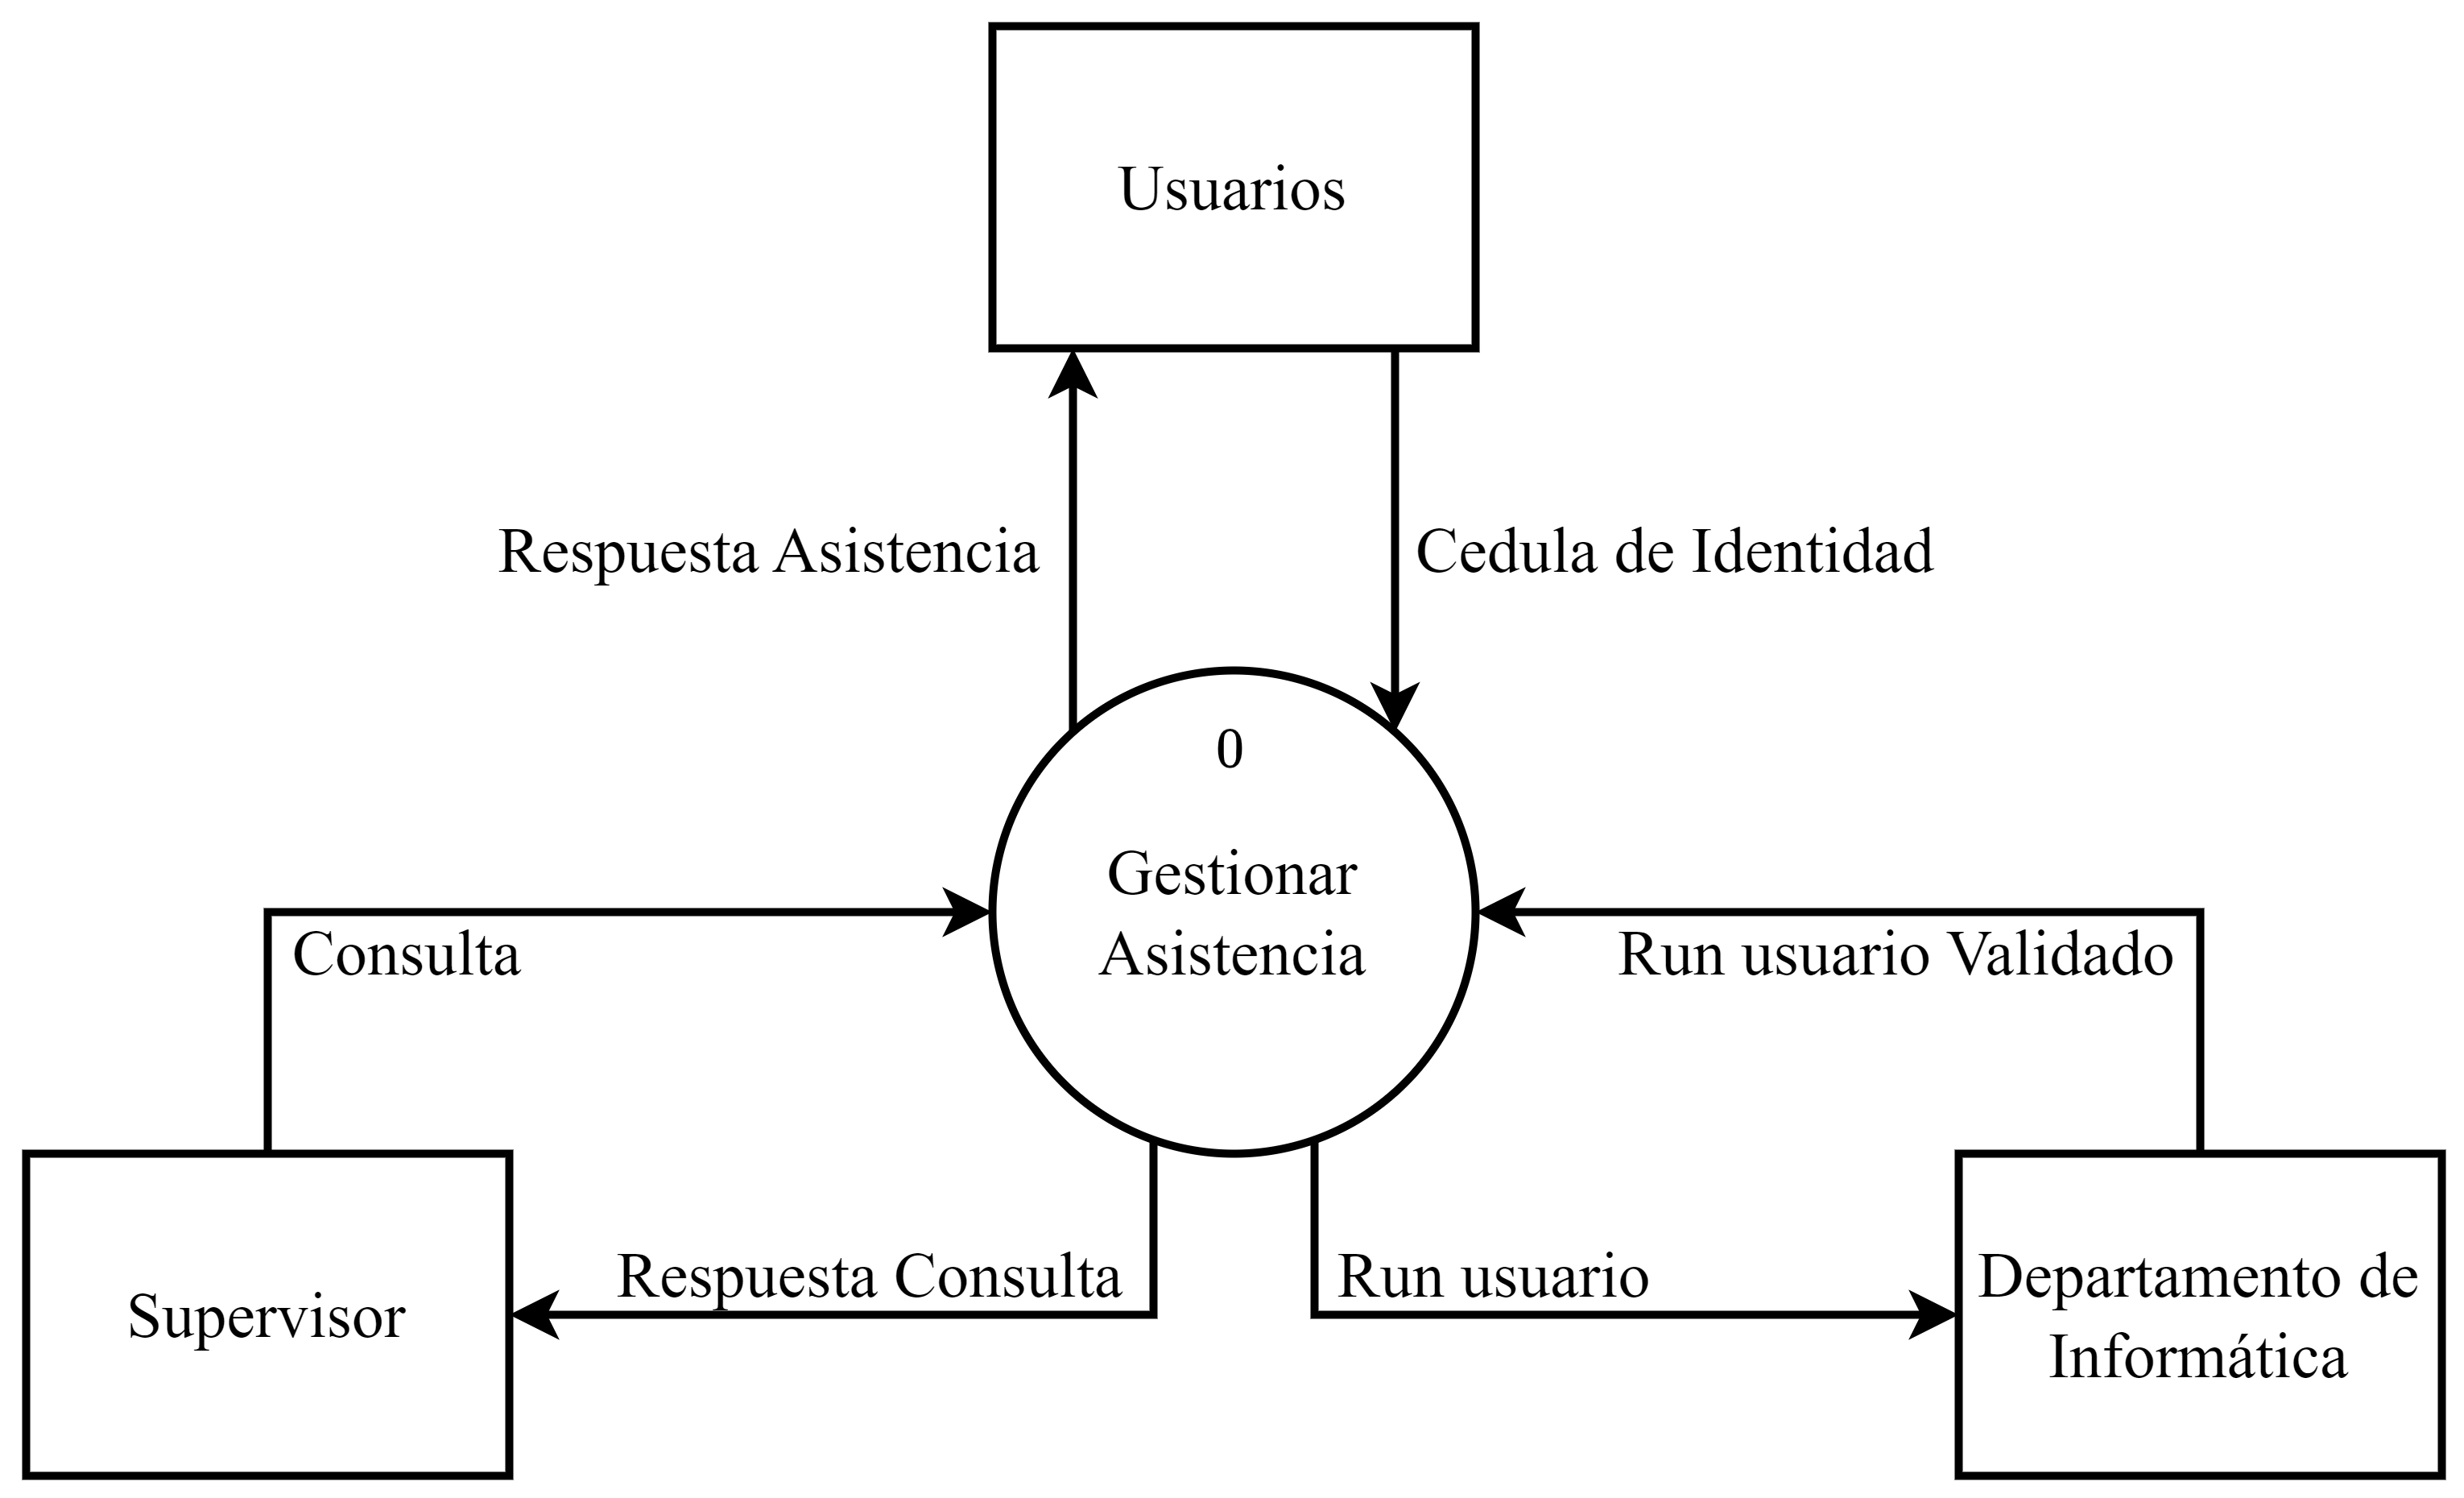 Usuarios
Respuesta Asistencia
Cedula de Identidad
0
Gestionar
Asistencia
Consulta
Run usuario Validado
Respuesta Consulta
Run usuario
Supervisor
Departamento de
Informática